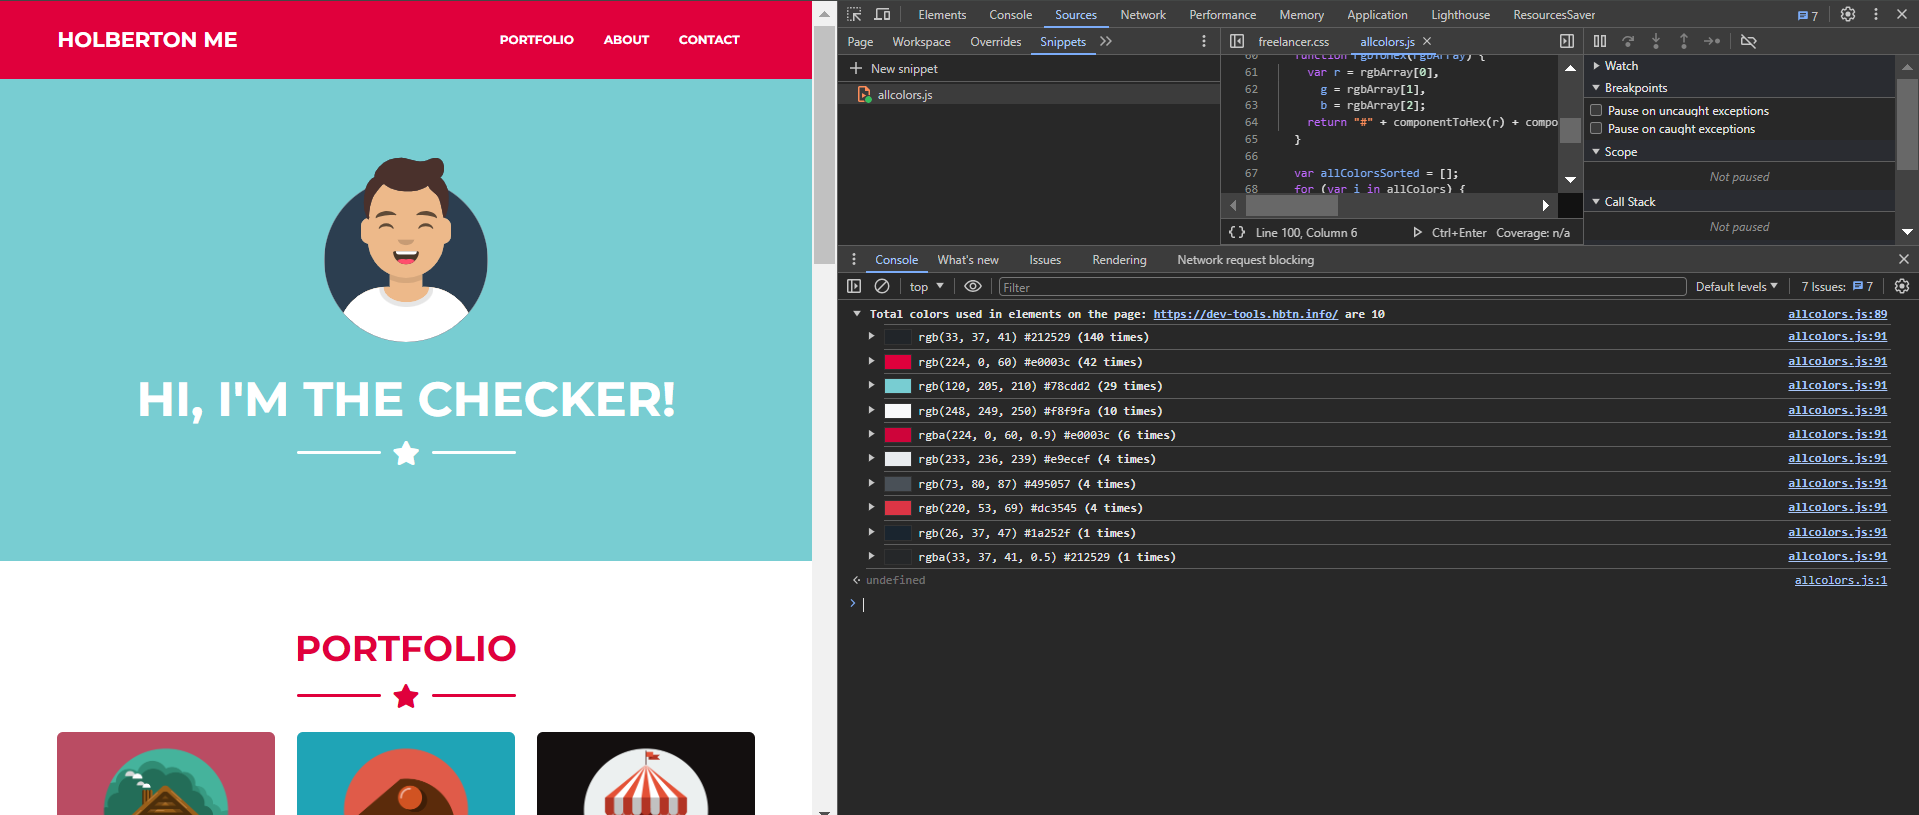 HOLBERTON ME
PORTFOLIO ABOUT CONTACT
HI, I'M THE CHECKER!
PORTFOLIO
Elements Console Sources Network Performance Memory Application Lighthouse ResourcesSaver 7
Page Workspace Overrides Snippets
New snippet
allcolors.js
freelancer.css allcolors.js
60 function rgbToHex(rgbArray) {
61 var r = rgbArray[0],
62 g = rgbArray[1],
63 b = rgbArray[2];
64 return "#" + componentToHex(r) + compo
65 }
66
67 var allColorsSorted = [];
68 for (var i in allColors) {
{} Line 100, Column 6 Ctrl+Enter Coverage: n/a
Watch
Breakpoints
Pause on uncaught exceptions
Pause on caught exceptions
Scope
Not paused
Call Stack
Not paused
Console What's new Issues Rendering Network request blocking
top Filter Default levels 7 Issues: 7
Total colors used in elements on the page: https://dev-tools.hbtn.info/ are 10 allcolors.js:89
rgb(33, 37, 41) #212529 (140 times) allcolors.js:91
rgb(224, 0, 60) #e0003c (42 times) allcolors.js:91
rgb(120, 205, 210) #78cdd2 (29 times) allcolors.js:91
rgb(248, 249, 250) #f8f9fa (10 times) allcolors.js:91
rgba(224, 0, 60, 0.9) #e0003c (6 times) allcolors.js:91
rgb(233, 236, 239) #e9ecef (4 times) allcolors.js:91
rgb(73, 80, 87) #495057 (4 times) allcolors.js:91
rgb(220, 53, 69) #dc3545 (4 times) allcolors.js:91
rgb(26, 37, 47) #1a252f (1 times) allcolors.js:91
rgba(33, 37, 41, 0.5) #212529 (1 times) allcolors.js:91
undefined allcolors.js:1